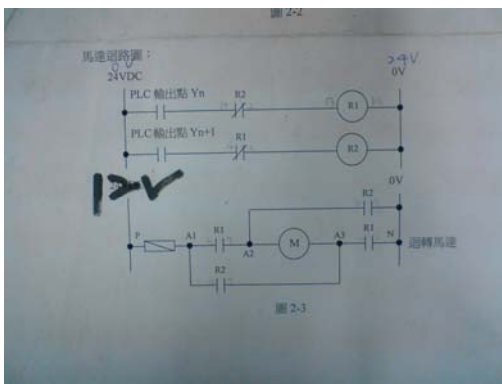 圖 2-2
馬達迴路圖：
0V 24V
24VDC 0V
PLC 輸出點 Yn R2 R1
PLC 輸出點 Yn+1 R1 R2
12V
0V
R2
P A1 R1 A2 M A3 R1 N 迴轉馬達
R2
圖 2-3